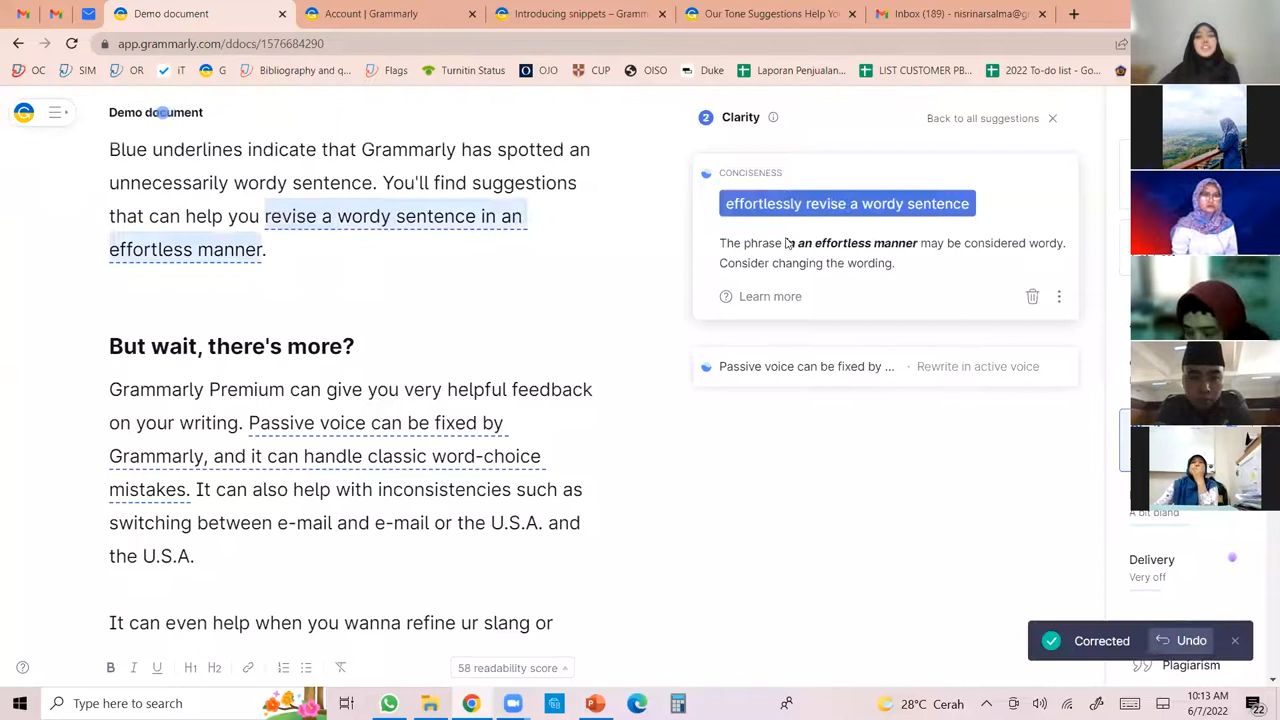 Demo document
Account | Grammarly
Introducing snippets – Gramm
Our Tone Suggestions Help Yo
Inbox (189) - nisrinarsalma@gr
app.grammarly.com/ddocs/1576684290
OC
SIM
OR
iT
G
Bibliography and q...
Flags
Turnitin Status
OJO
CUP
OISO
Duke
Laporan Penjualan...
LIST CUSTOMER PB...
2022 To-do list - Go...
Demo document
Blue underlines indicate that Grammarly has spotted an
unnecessarily wordy sentence. You'll find suggestions
that can help you revise a wordy sentence in an
effortless manner.
But wait, there's more?
Grammarly Premium can give you very helpful feedback
on your writing. Passive voice can be fixed by
Grammarly, and it can handle classic word-choice
mistakes. It can also help with inconsistencies such as
switching between e-mail and e-mail or the U.S.A. and
the U.S.A.
It can even help when you wanna refine ur slang or
B I U H1 H2
58 readability score
2 Clarity
Back to all suggestions
CONCISENESS
effortlessly revise a wordy sentence
The phrase in an effortless manner may be considered wordy.
Consider changing the wording.
Learn more
Passive voice can be fixed by ... · Rewrite in active voice
A bit bland
Delivery
Very off
Corrected
Undo
Plagiarism
Type here to search
28°C Cerah
10:13 AM
6/7/2022
22